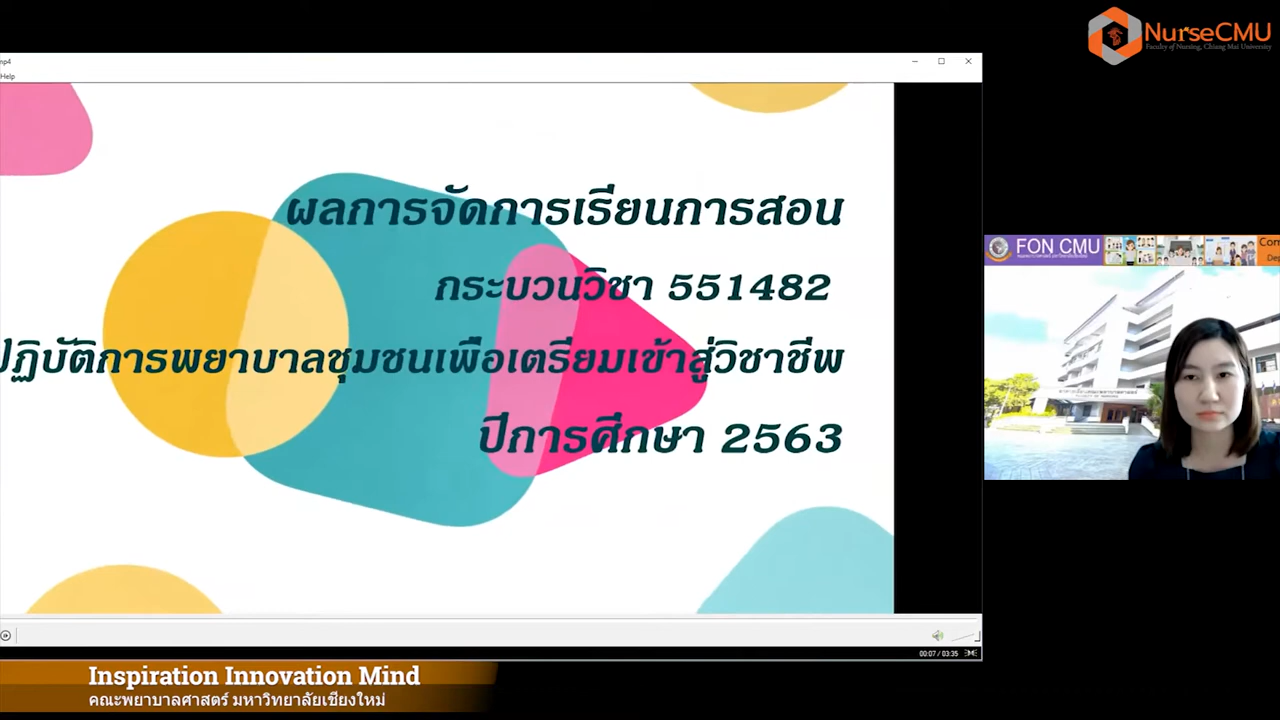 NurseCMU
Faculty of Nursing, Chiang Mai University
mp4
Help
ผลการจัดการเรียนการสอน
กระบวนวิชา 551482
ปฏิบัติการพยาบาลชุมชนเพื่อเตรียมเข้าสู่วิชาชีพ
ปีการศึกษา 2563
FON CMU
00:07 / 03:35
Inspiration Innovation Mind
คณะพยาบาลศาสตร์ มหาวิทยาลัยเชียงใหม่